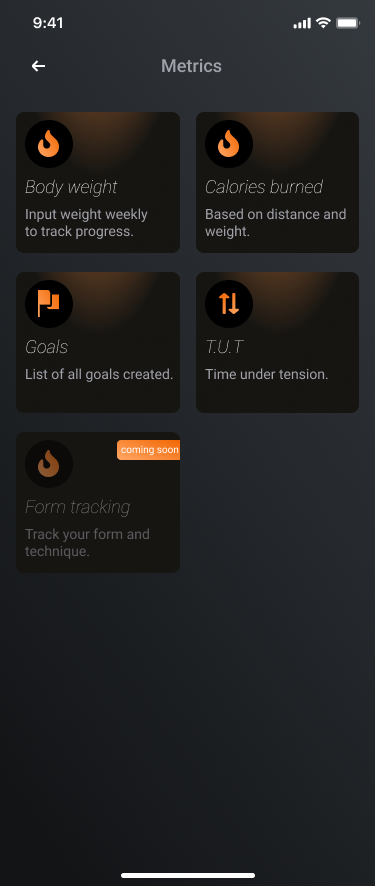 9:41
Metrics
Body weight
Input weight weekly
to track progress.
Calories burned
Based on distance and
weight.
Goals
List of all goals created.
T.U.T
Time under tension.
coming soon
Form tracking
Track your form and
technique.